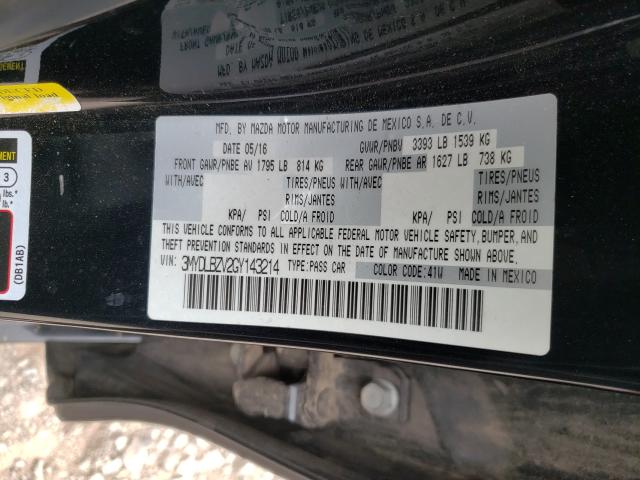 MFD. BY MAZDA MOTOR MANUFACTURING DE MEXICO S.A. DE C.V.
DATE 05/16 GVWR/PNBV 3393 LB 1539 KG
FRONT GAWR/PNBE AV 1795 LB 814 KG REAR GAWR/PNBE AR 1627 LB 738 KG
WITH/AVEC TIRES/PNEUS WITH/AVEC TIRES/PNEUS
RIMS/JANTES RIMS/JANTES
KPA/ PSI COLD/A FROID KPA/ PSI COLD/A FROID
THIS VEHICLE CONFORMS TO ALL APPLICABLE FEDERAL MOTOR VEHICLE SAFETY, BUMPER, AND
THEFT PREVENTION STANDARDS IN EFFECT ON THE DATE OF MANUFACTURE SHOWN ABOVE.
VIN: 3MYDLBZV2GY143214 TYPE:PASS CAR COLOR CODE:41W MADE IN MEXICO
original load
3
lbs.*
(DB1AB)